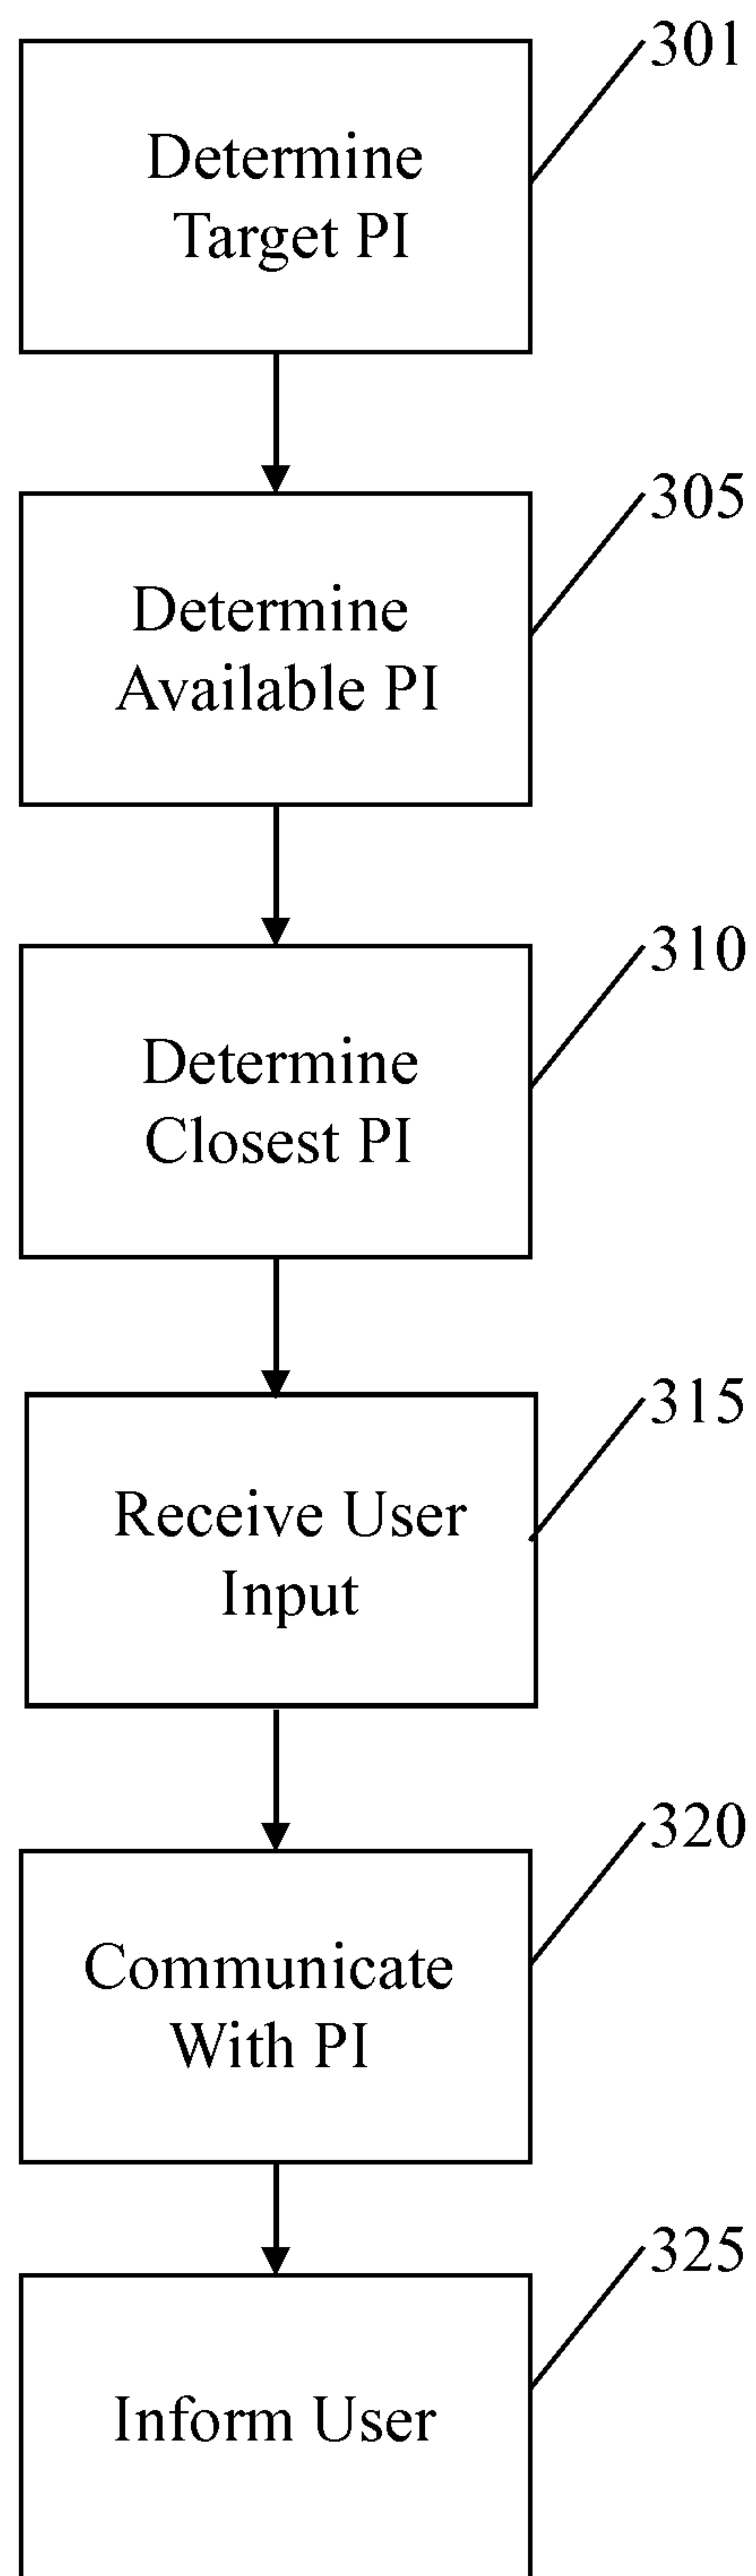 301
Determine
Target PI
305
Determine
Available PI
310
Determine
Closest PI
315
Receive User
Input
320
Communicate
With PI
325
Inform User